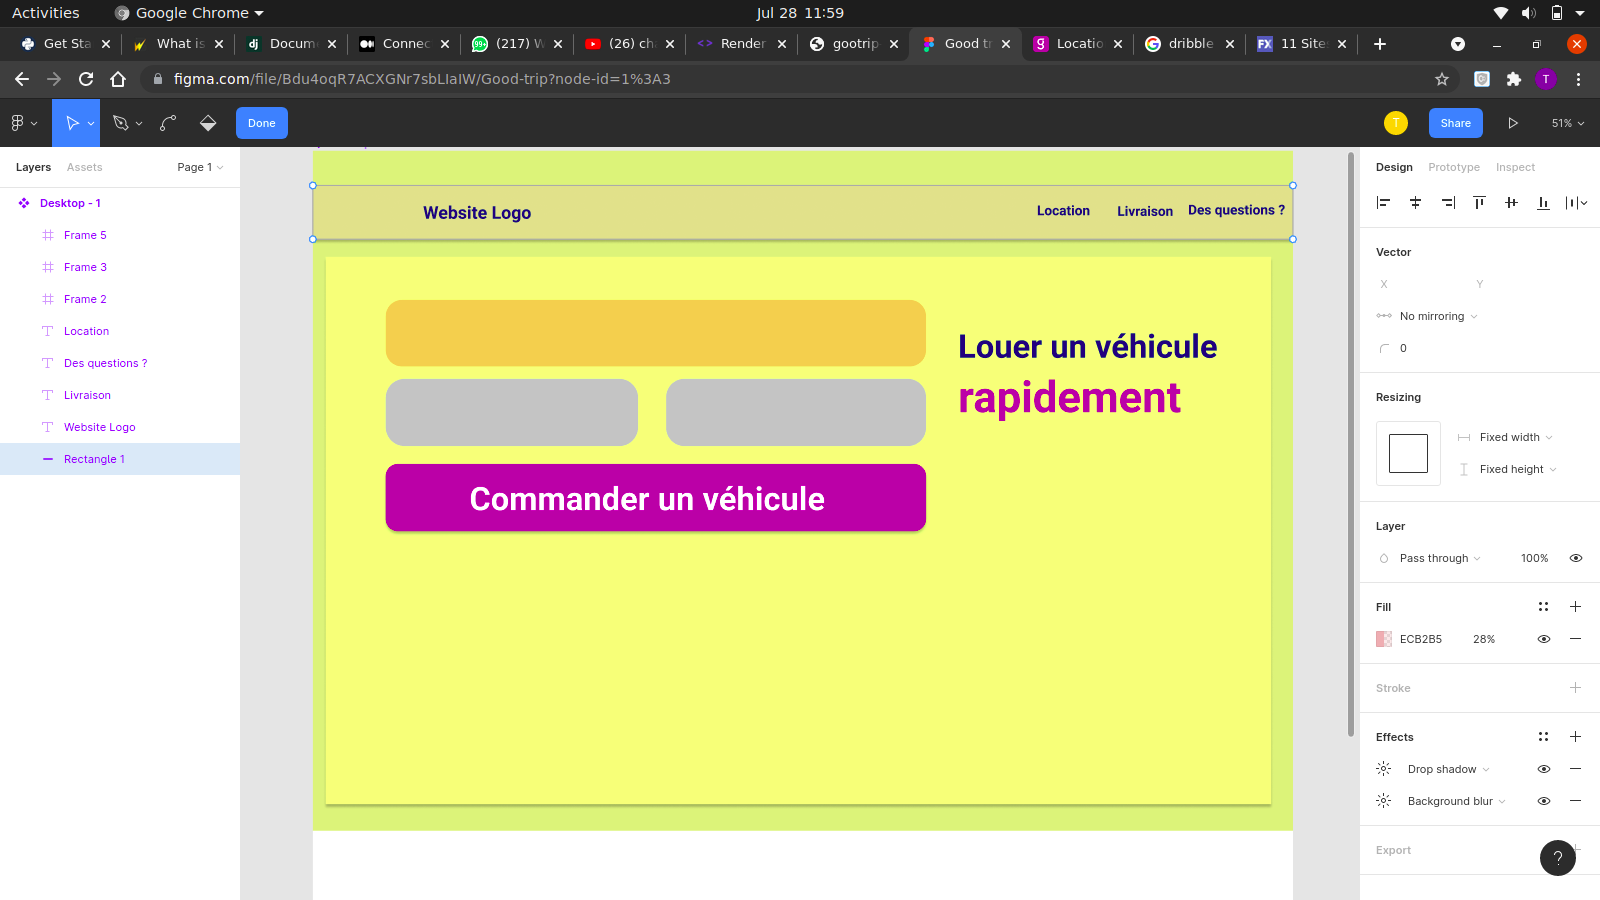 Activities
Google Chrome
Jul 28 11:59
Get Sta
What is
Docum
Connec
(217) W
(26) ch
Render
gootrip
Good tr
Locatio
dribble
11 Sites
figma.com/file/Bdu4oqR7ACXGNr7sbLIaIW/Good-trip?node-id=1%3A3
T
Done
T
Share
51%
Layers
Assets
Page 1
Desktop - 1
Frame 5
Frame 3
Frame 2
Location
Des questions ?
Livraison
Website Logo
Rectangle 1
Website Logo
Location
Livraison
Des questions ?
Louer un véhicule
rapidement
Commander un véhicule
Design
Prototype
Inspect
Vector
X
Y
No mirroring
0
Resizing
Fixed width
Fixed height
Layer
Pass through
100%
Fill
ECB2B5
28%
Stroke
Effects
Drop shadow
Background blur
Export
?